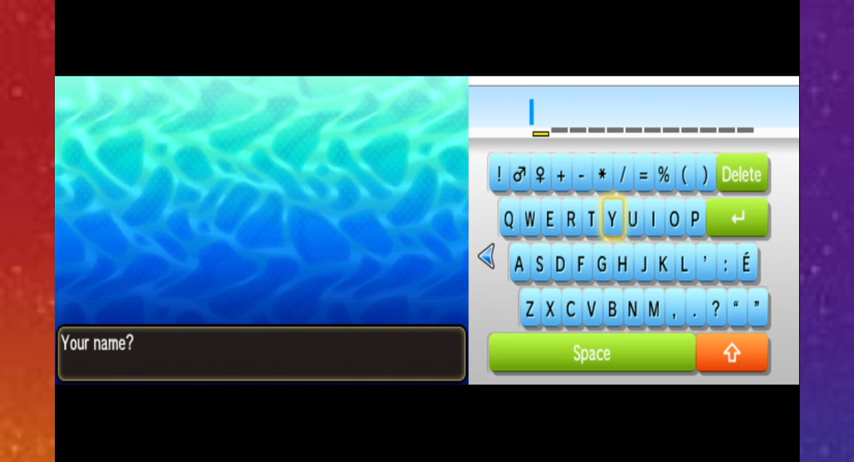 Your name?
! ♂ ♀ + - * / = % ( ) Delete
Q W E R T Y U I O P ↵
A S D F G H J K L ' : É
Z X C V B N M , . ? “ ”
Space